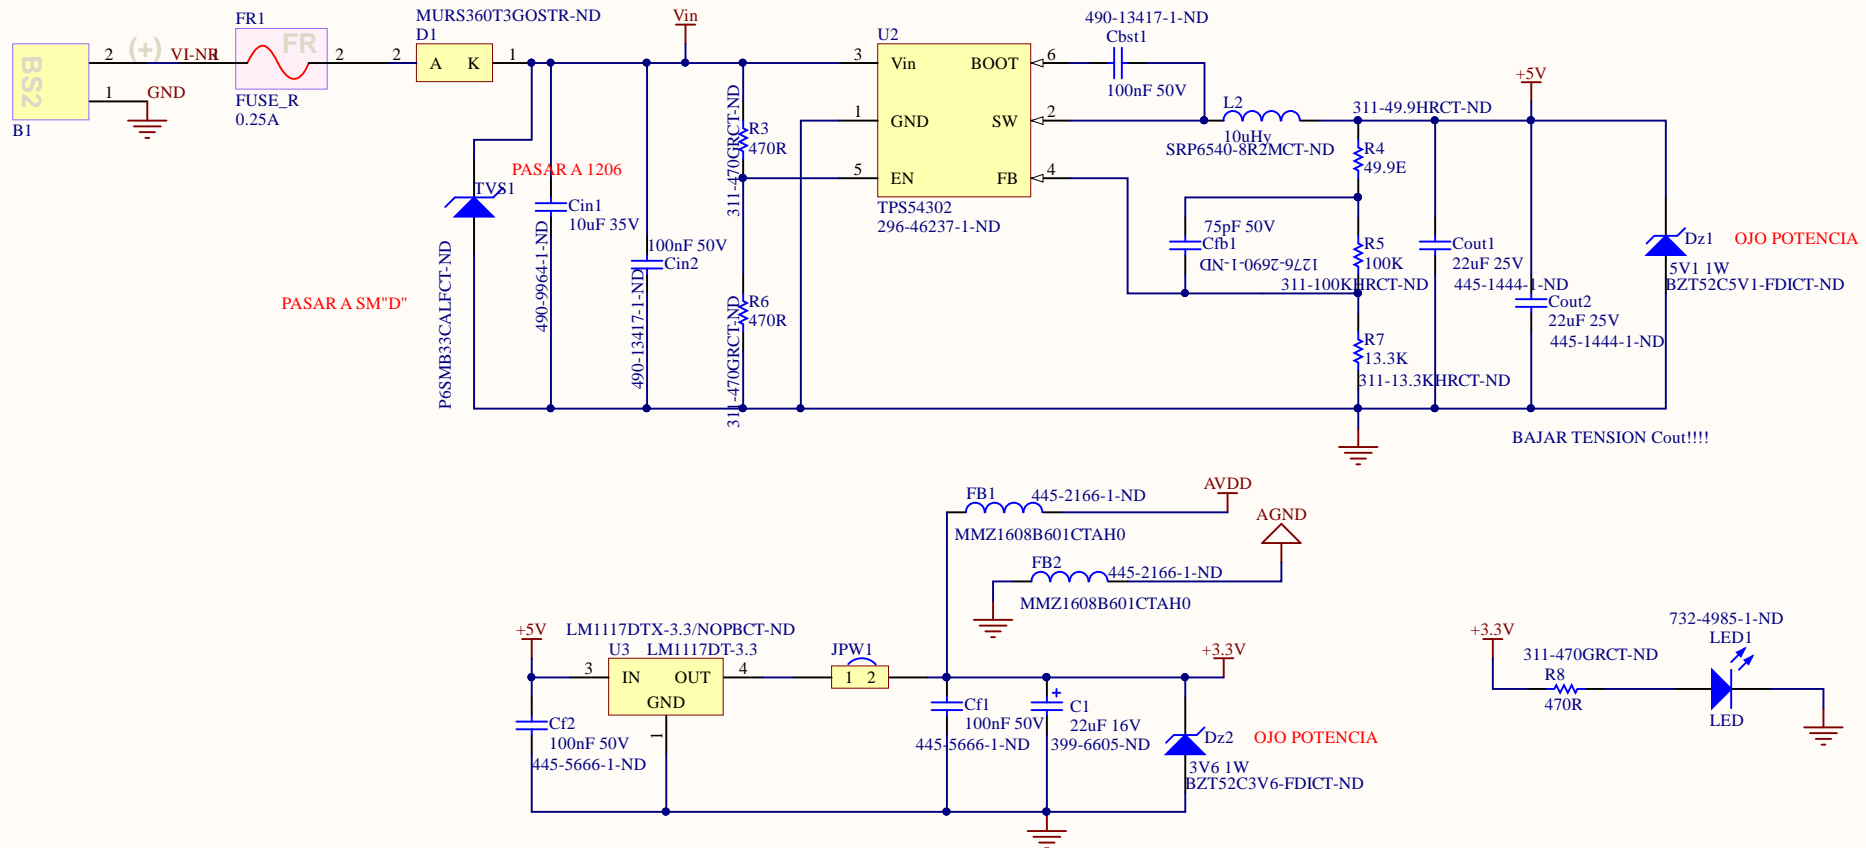 MURS360T3GOSTR-ND
D1
A K
2
1
FR1
FR
FUSE_R
0.25A
2
BS2
B1
2
1
(+)
VI-NR
1
GND
Vin
PASAR A 1206
TVS1
P6SMB33CALFCT-ND
PASAR A SM"D"
Cin1
10uF 35V
490-9964-1-ND
100nF 50V
Cin2
490-13417-1-ND
R3
470R
311-470GRCT-ND
R6
470R
311-470GRCT-ND
U2
3 Vin BOOT 6
1 GND SW 2
5 EN FB 4
TPS54302
296-46237-1-ND
490-13417-1-ND
Cbst1
100nF 50V
L2
10uHy
SRP6540-8R2MCT-ND
311-49.9HRCT-ND
R4
49.9E
75pF 50V
Cfb1
1276-2690-1-ND
R5
100K
311-100KHRCT-ND
R7
13.3K
311-13.3KHRCT-ND
+5V
Cout1
22uF 25V
445-1444-1-ND
Cout2
22uF 25V
445-1444-1-ND
Dz1
OJO POTENCIA
5V1 1W
BZT52C5V1-FDICT-ND
BAJAR TENSION Cout!!!!
FB1
445-2166-1-ND
MMZ1608B601CTAH0
AVDD
AGND
FB2
445-2166-1-ND
MMZ1608B601CTAH0
+5V
LM1117DTX-3.3/NOPBCT-ND
U3 LM1117DT-3.3
3 IN OUT 4
GND
1
JPW1
1 2
+3.3V
Cf2
100nF 50V
445-5666-1-ND
Cf1
100nF 50V
445-5666-1-ND
+
C1
22uF 16V
399-6605-ND
Dz2
OJO POTENCIA
3V6 1W
BZT52C3V6-FDICT-ND
+3.3V
311-470GRCT-ND
R8
470R
732-4985-1-ND
LED1
LED